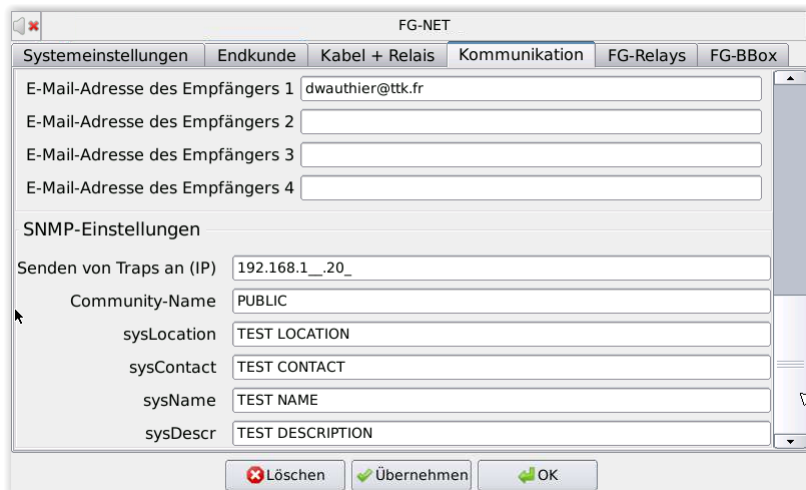 FG-NET
Systemeinstellungen Endkunde Kabel + Relais Kommunikation FG-Relays FG-BBox
E-Mail-Adresse des Empfängers 1 dwauthier@ttk.fr
E-Mail-Adresse des Empfängers 2
E-Mail-Adresse des Empfängers 3
E-Mail-Adresse des Empfängers 4
SNMP-Einstellungen
Senden von Traps an (IP) 192.168.1__.20_
Community-Name PUBLIC
sysLocation TEST LOCATION
sysContact TEST CONTACT
sysName TEST NAME
sysDescr TEST DESCRIPTION
Löschen Übernehmen OK